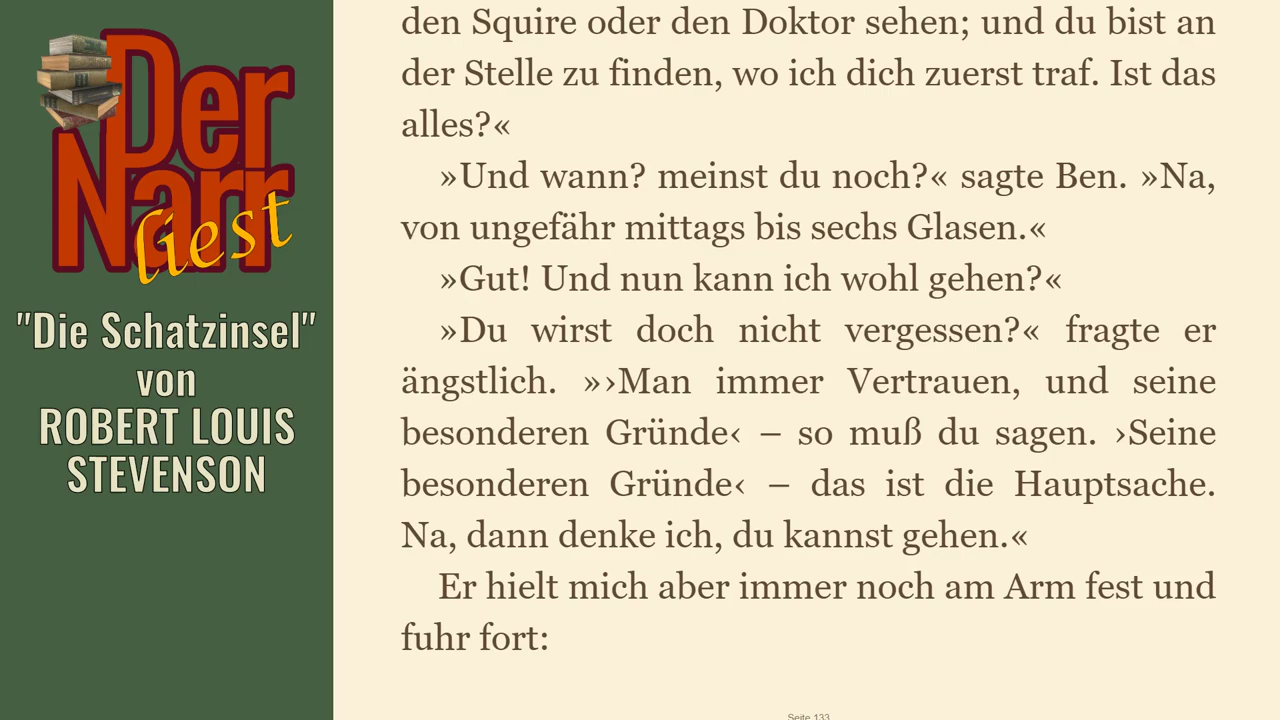 Der
Narr
liest
"Die Schatzinsel"
von
ROBERT LOUIS
STEVENSON
den Squire oder den Doktor sehen; und du bist an
der Stelle zu finden, wo ich dich zuerst traf. Ist das
alles?«
»Und wann? meinst du noch?« sagte Ben. »Na,
von ungefähr mittags bis sechs Glasen.«
»Gut! Und nun kann ich wohl gehen?«
»Du wirst doch nicht vergessen?« fragte er
ängstlich. »›Man immer Vertrauen, und seine
besonderen Gründe‹ – so muß du sagen. ›Seine
besonderen Gründe‹ – das ist die Hauptsache.
Na, dann denke ich, du kannst gehen.«
Er hielt mich aber immer noch am Arm fest und
fuhr fort:
Seite 133